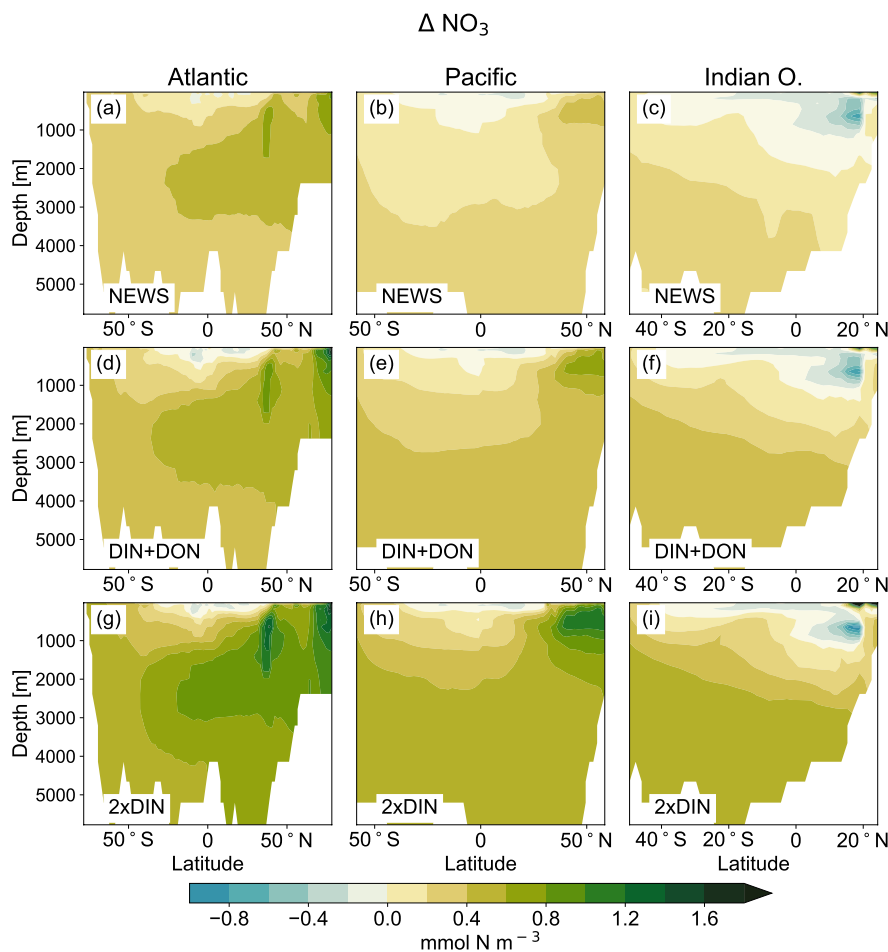 Δ NO₃
Atlantic Pacific Indian O.
(a) (b) (c)
Depth [m]
1000
2000
3000
4000
5000
NEWS NEWS NEWS
50° S 0 50° N 50° S 0 50° N 40° S 20° S 0 20° N
(d) (e) (f)
Depth [m]
1000
2000
3000
4000
5000
DIN+DON DIN+DON DIN+DON
50° S 0 50° N 50° S 0 50° N 40° S 20° S 0 20° N
(g) (h) (i)
Depth [m]
1000
2000
3000
4000
5000
2xDIN 2xDIN 2xDIN
50° S 0 50° N 50° S 0 50° N 40° S 20° S 0 20° N
Latitude Latitude Latitude
−0.8 −0.4 0.0 0.4 0.8 1.2 1.6
mmol N m⁻³